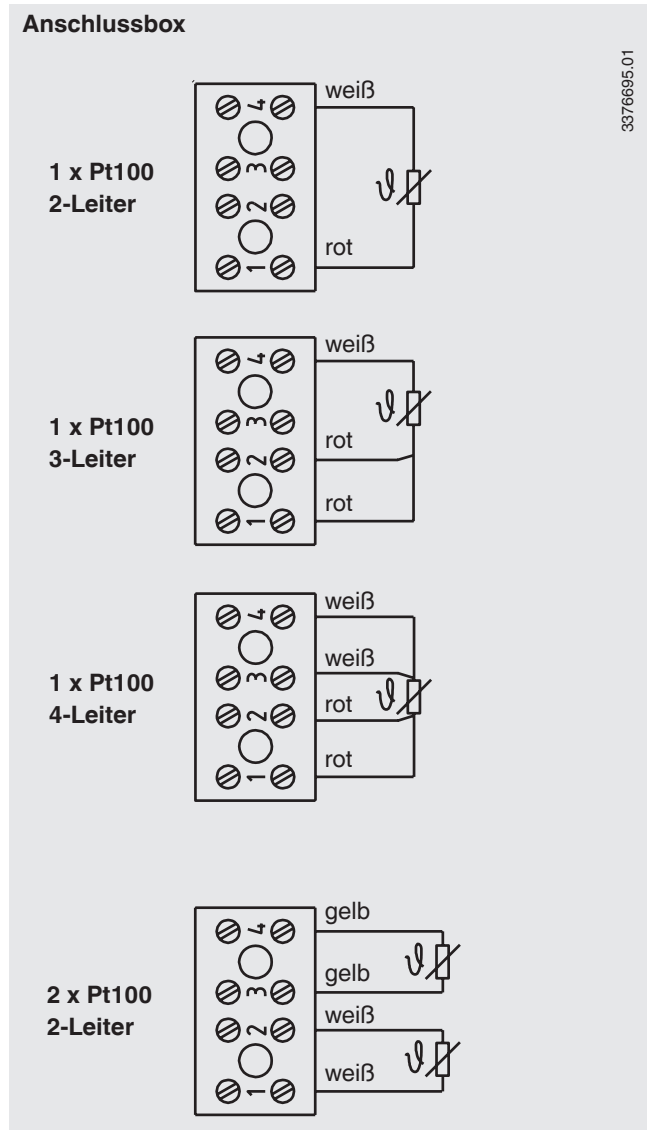 Anschlussbox
3376695.01
1 x Pt100
2-Leiter
4
3
2
1
weiß
rot
ϑ
1 x Pt100
3-Leiter
4
3
2
1
weiß
rot
rot
ϑ
1 x Pt100
4-Leiter
4
3
2
1
weiß
weiß
rot
rot
ϑ
2 x Pt100
2-Leiter
4
3
2
1
gelb
gelb
weiß
weiß
ϑ
ϑ